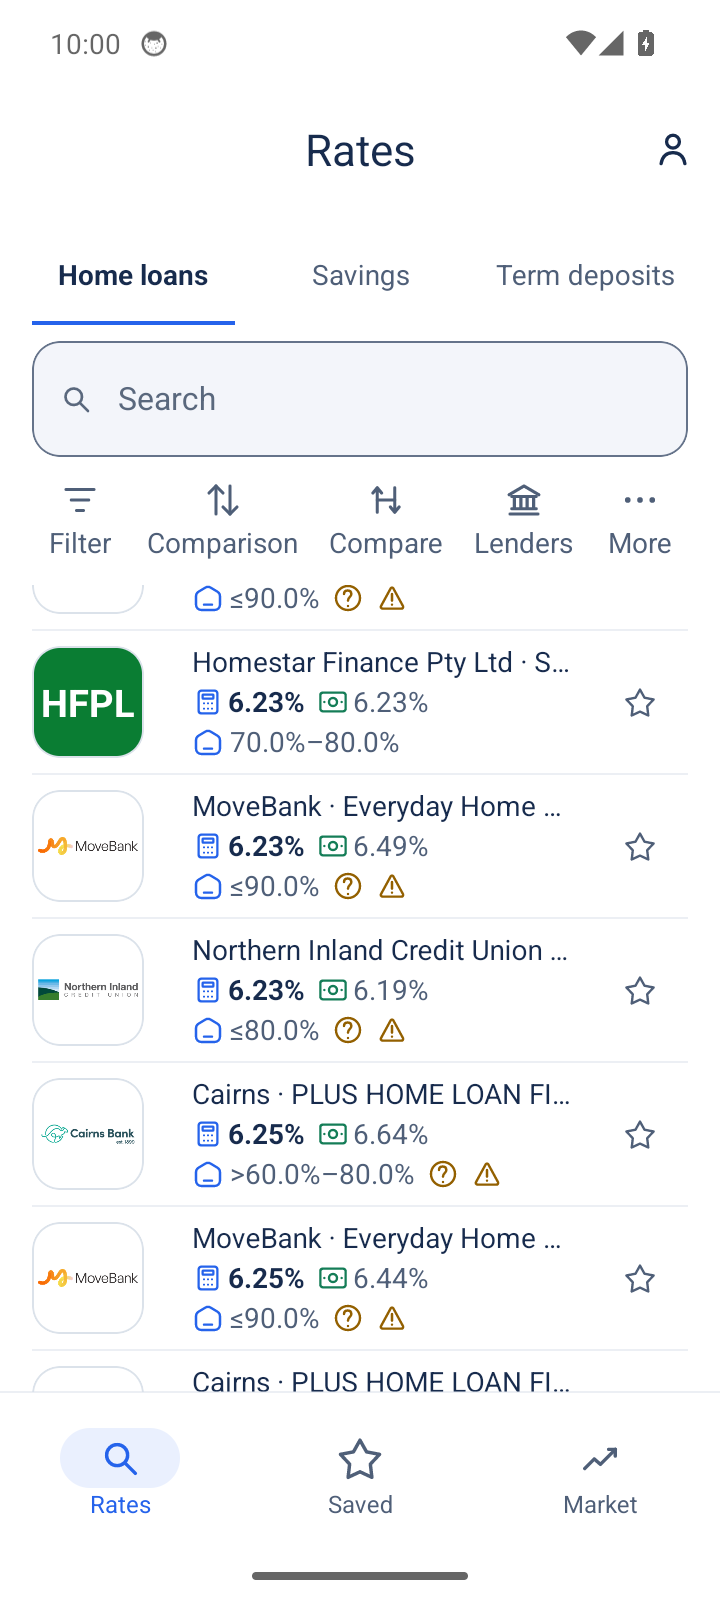 10:00
Rates
Home loans
Savings
Term deposits
Search
Filter
Comparison
Compare
Lenders
More
≤90.0%
HFPL
Homestar Finance Pty Ltd · S...
6.23% 6.23%
70.0%–80.0%
MoveBank
MoveBank · Everyday Home ...
6.23% 6.49%
≤90.0%
Northern Inland
CREDIT UNION
Northern Inland Credit Union ...
6.23% 6.19%
≤80.0%
Cairns Bank
est. 1899
Cairns · PLUS HOME LOAN FI...
6.25% 6.64%
>60.0%–80.0%
MoveBank
MoveBank · Everyday Home ...
6.25% 6.44%
≤90.0%
Cairns · PLUS HOME LOAN FI...
Rates
Saved
Market